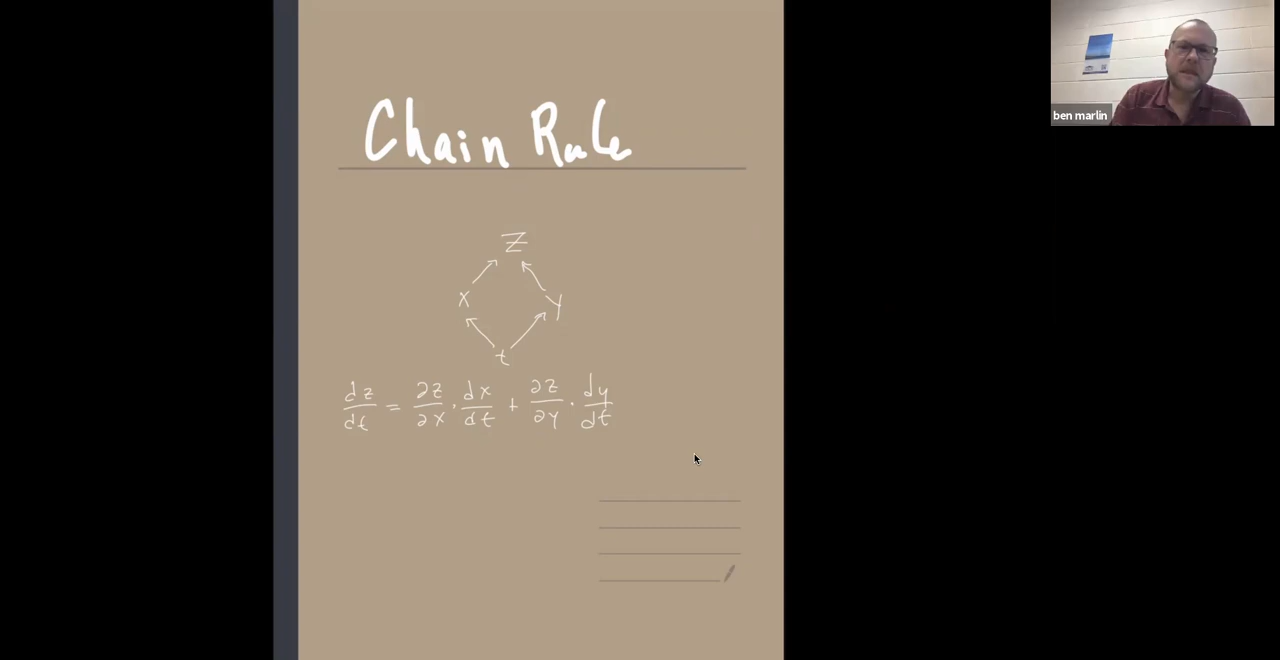 Chain Rule
z
x y
t
dz/dt = ∂z/∂x · dx/dt + ∂z/∂y · dy/dt
ben marlin